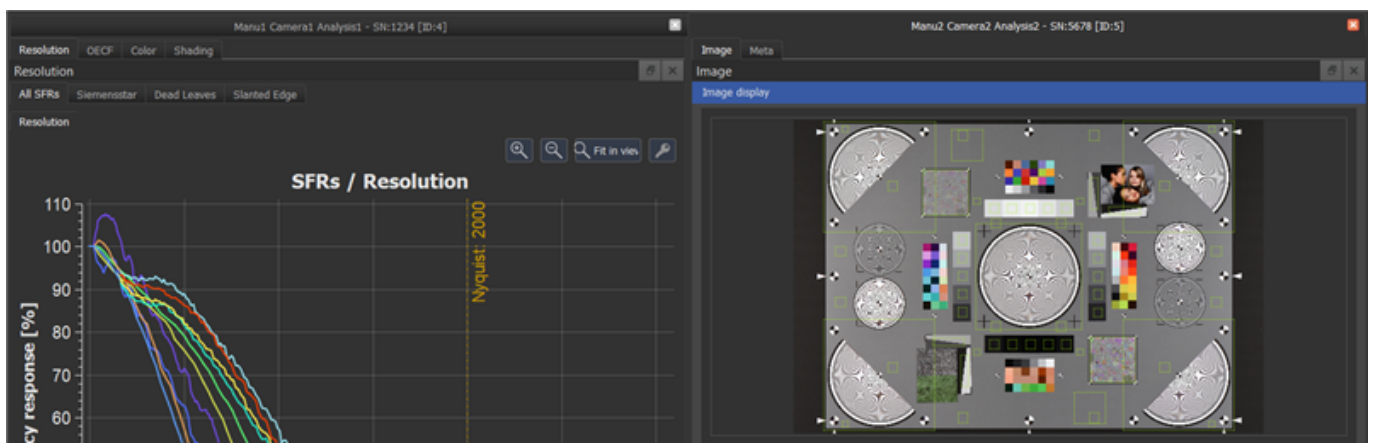 Manu1 Camera1 Analysis1 - SN:1234 [ID:4]
Resolution OECF Color Shading
Resolution
All SFRs Siemensstar Dead Leaves Slanted Edge
Resolution
Fit in view
SFRs / Resolution
110
100
90
80
70
60
cy response [%]
Nyquist: 2000
Manu2 Camera2 Analysis2 - SN:5678 [ID:5]
Image Meta
Image
Image display